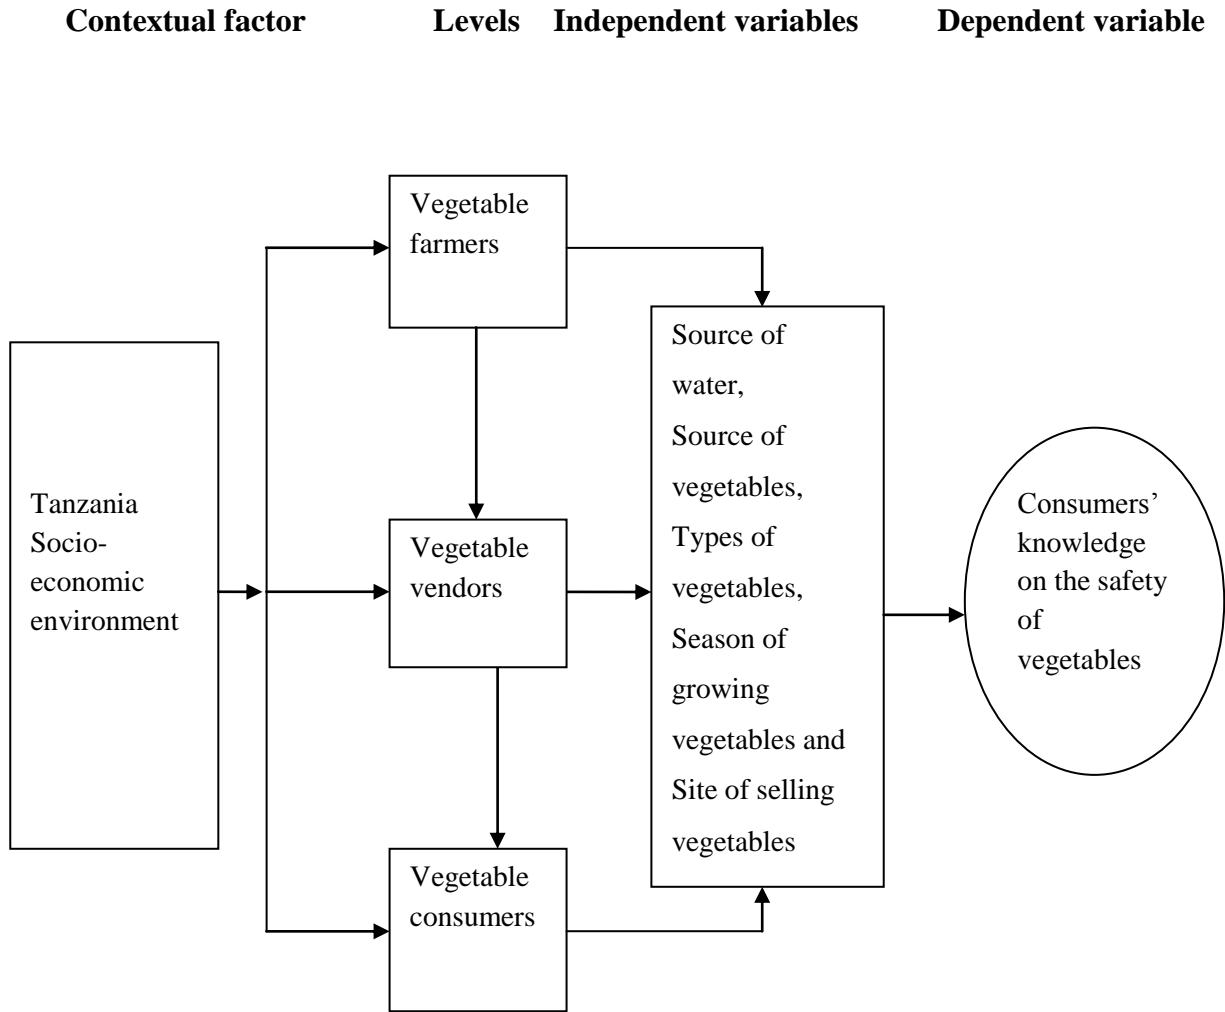 Contextual factor Levels Independent variables Dependent variable
Vegetable
farmers
Source of
water,
Source of
vegetables,
Types of
vegetables,
Season of
growing
vegetables and
Site of selling
vegetables
Tanzania
Socio-
economic
environment
Vegetable
vendors
Consumers’
knowledge
on the safety
of
vegetables
Vegetable
consumers